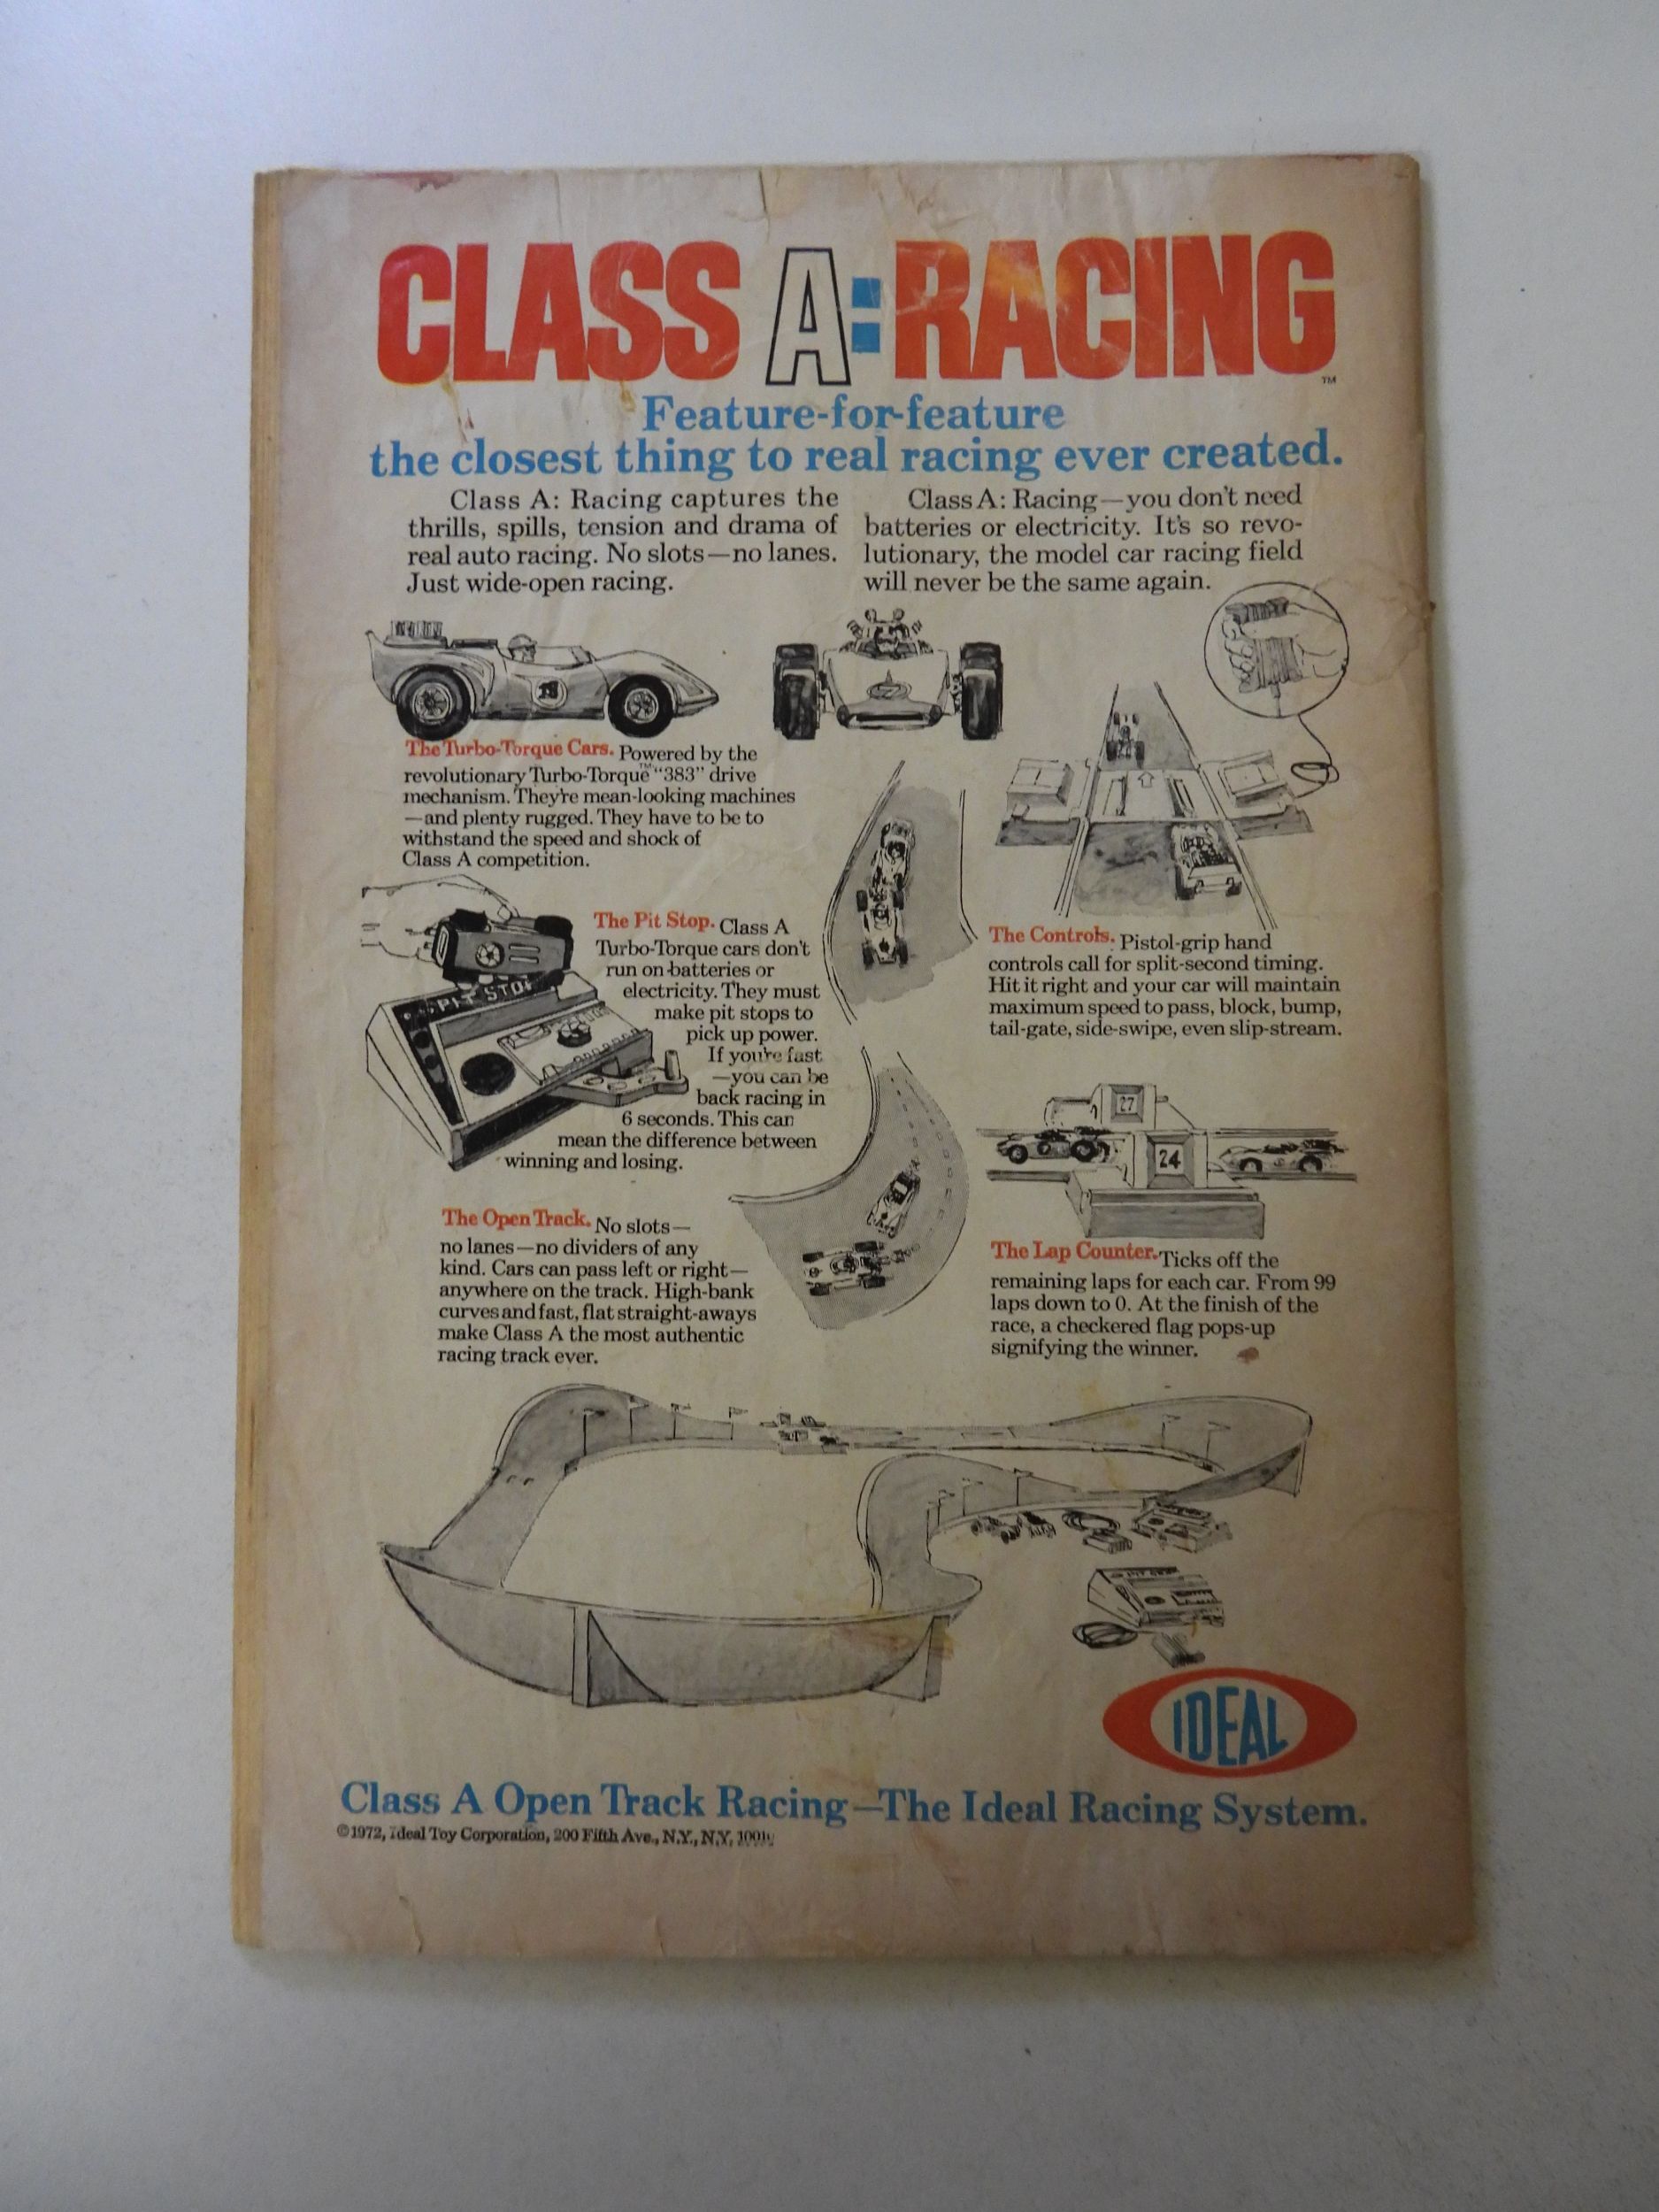 CLASS A: RACING
™
Feature-for-feature
the closest thing to real racing ever created.
Class A: Racing captures the
thrills, spills, tension and drama of
real auto racing. No slots—no lanes.
Just wide-open racing.
Class A: Racing—you don't need
batteries or electricity. It's so revo-
lutionary, the model car racing field
will never be the same again.
The Turbo-Torque Cars. Powered by the
revolutionary Turbo-Torque™ "383" drive
mechanism. They're mean-looking machines
—and plenty rugged. They have to be to
withstand the speed and shock of
Class A competition.
PIT STOP
The Pit Stop. Class A
Turbo-Torque cars don't
run on batteries or
electricity. They must
make pit stops to
pick up power.
If you're fast
—you can be
back racing in
6 seconds. This can
mean the difference between
winning and losing.
The Controls. Pistol-grip hand
controls call for split-second timing.
Hit it right and your car will maintain
maximum speed to pass, block, bump,
tail-gate, side-swipe, even slip-stream.
27
24
The Open Track. No slots—
no lanes—no dividers of any
kind. Cars can pass left or right—
anywhere on the track. High-bank
curves and fast, flat straight-aways
make Class A the most authentic
racing track ever.
The Lap Counter. Ticks off the
remaining laps for each car. From 99
laps down to 0. At the finish of the
race, a checkered flag pops-up
signifying the winner.
IDEAL
Class A Open Track Racing—The Ideal Racing System.
©1972, Ideal Toy Corporation, 200 Fifth Ave., N.Y., N.Y.